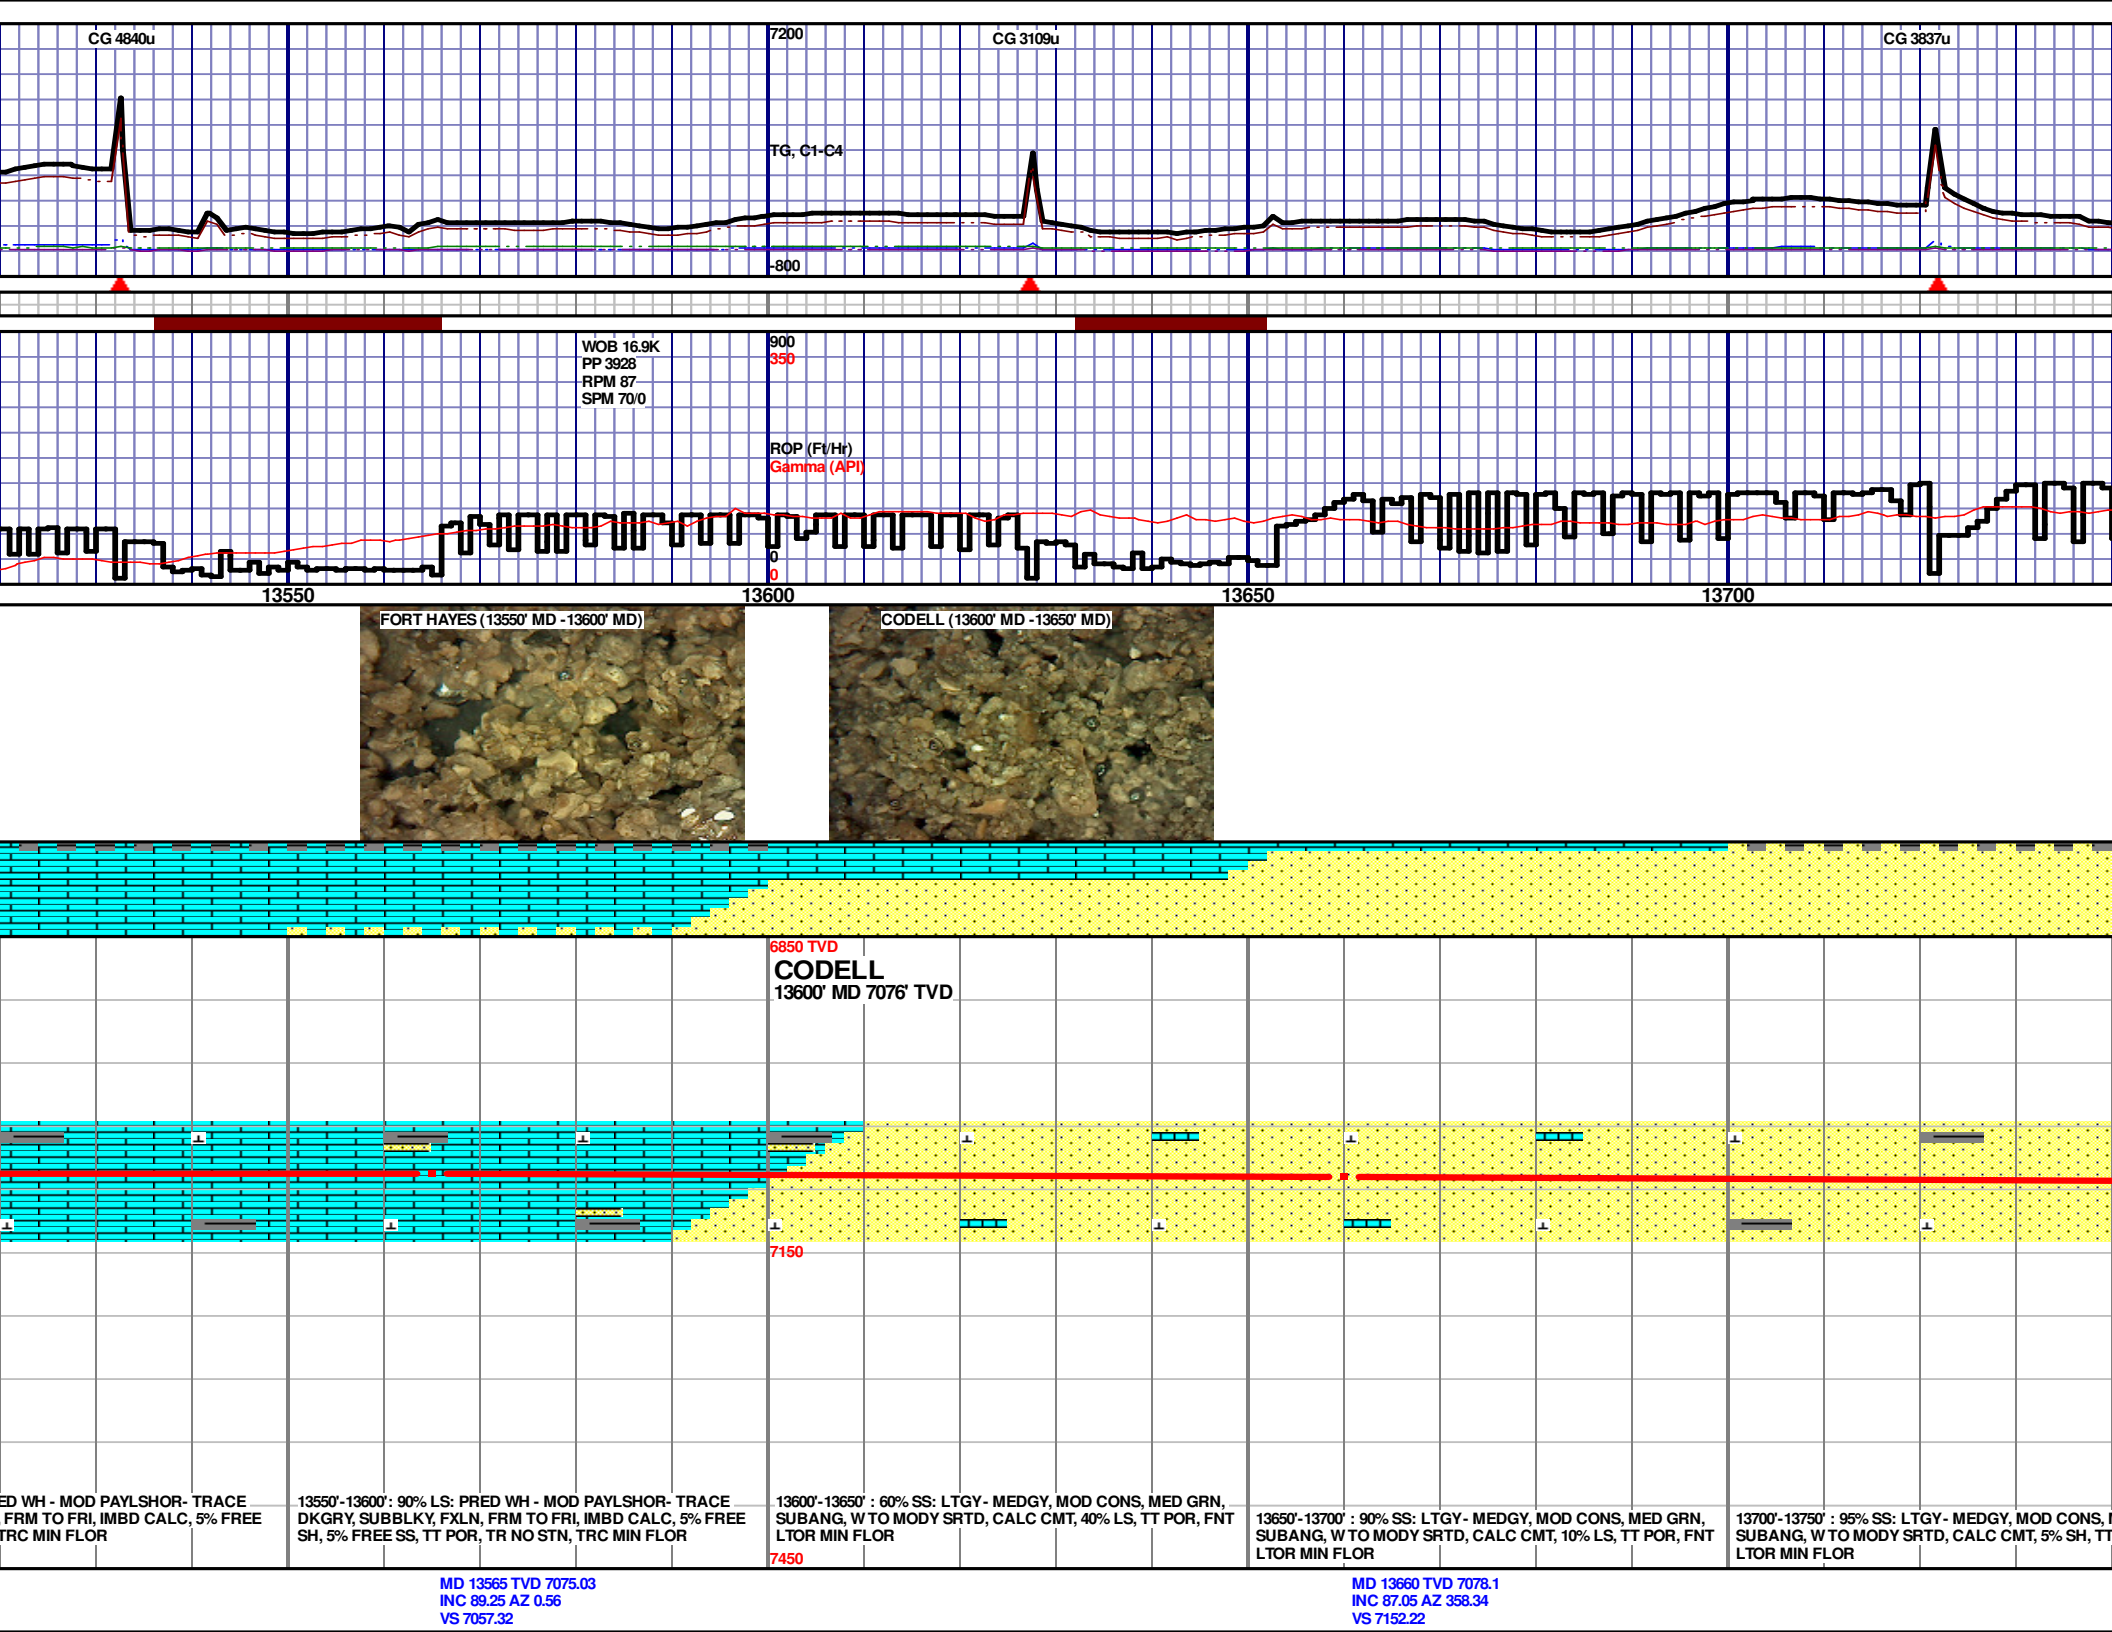 CG 4840u
7200
CG 3109u
CG 3837u
TG, C1-C4
-800
WOB 16.9K
PP 3928
RPM 87
SPM 70/0
900
350
ROP (Ft/Hr)
Gamma (API)
0
0
13550
13600
13650
13700
FORT HAYES (13550' MD -13600' MD)
CODELL (13600' MD -13650' MD)
6850 TVD
CODELL
13600' MD 7076' TVD
7150
ED WH - MOD PAYLSHOR- TRACE
, FRM TO FRI, IMBD CALC, 5% FREE
TRC MIN FLOR
13550'-13600': 90% LS: PRED WH - MOD PAYLSHOR- TRACE
DKGRY, SUBBLKY, FXLN, FRM TO FRI, IMBD CALC, 5% FREE
SH, 5% FREE SS, TT POR, TR NO STN, TRC MIN FLOR
13600'-13650' : 60% SS: LTGY- MEDGY, MOD CONS, MED GRN,
SUBANG, W TO MODY SRTD, CALC CMT, 40% LS, TT POR, FNT
LTOR MIN FLOR
13650'-13700' : 90% SS: LTGY- MEDGY, MOD CONS, MED GRN,
SUBANG, W TO MODY SRTD, CALC CMT, 10% LS, TT POR, FNT
LTOR MIN FLOR
13700'-13750' : 95% SS: LTGY- MEDGY, MOD CONS,
SUBANG, W TO MODY SRTD, CALC CMT, 5% SH, TT
LTOR MIN FLOR
7450
MD 13565 TVD 7075.03
INC 89.25 AZ 0.56
VS 7057.32
MD 13660 TVD 7078.1
INC 87.05 AZ 358.34
VS 7152.22